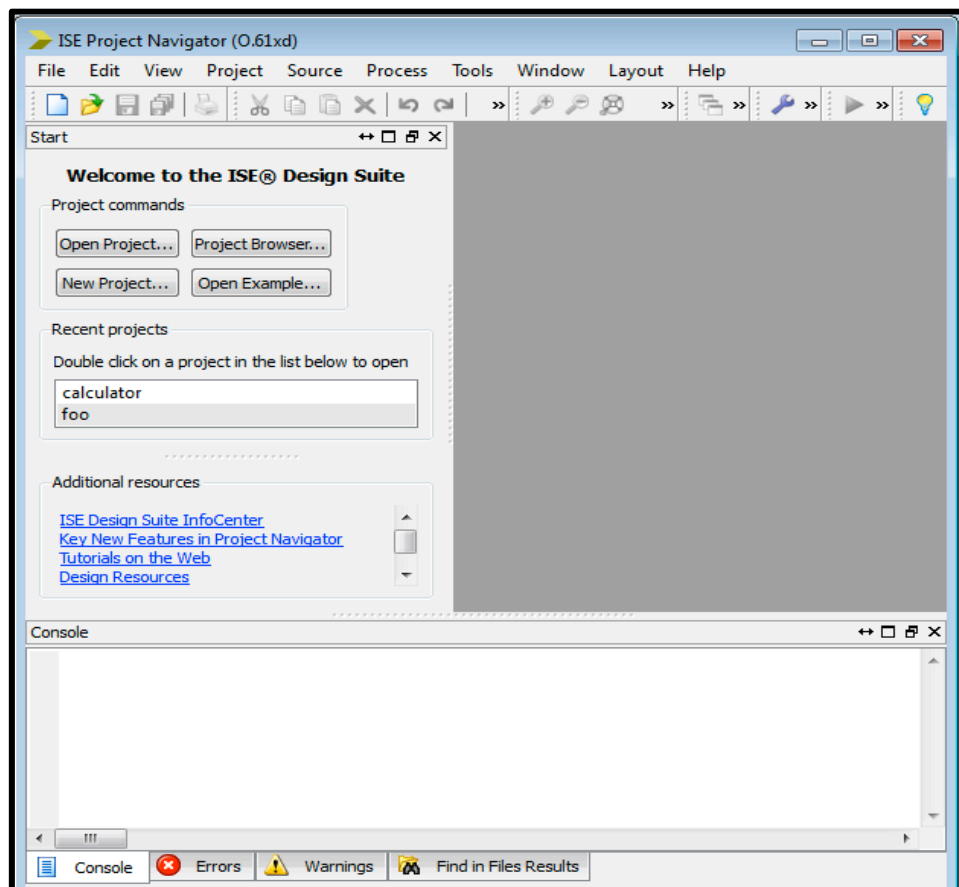 ISE Project Navigator (O.61xd)
File Edit View Project Source Process Tools Window Layout Help
Start
Welcome to the ISE® Design Suite
Project commands
Open Project... Project Browser...
New Project... Open Example...
Recent projects
Double click on a project in the list below to open
calculator
foo
Additional resources
ISE Design Suite InfoCenter
Key New Features in Project Navigator
Tutorials on the Web
Design Resources
Console
Console Errors Warnings Find in Files Results